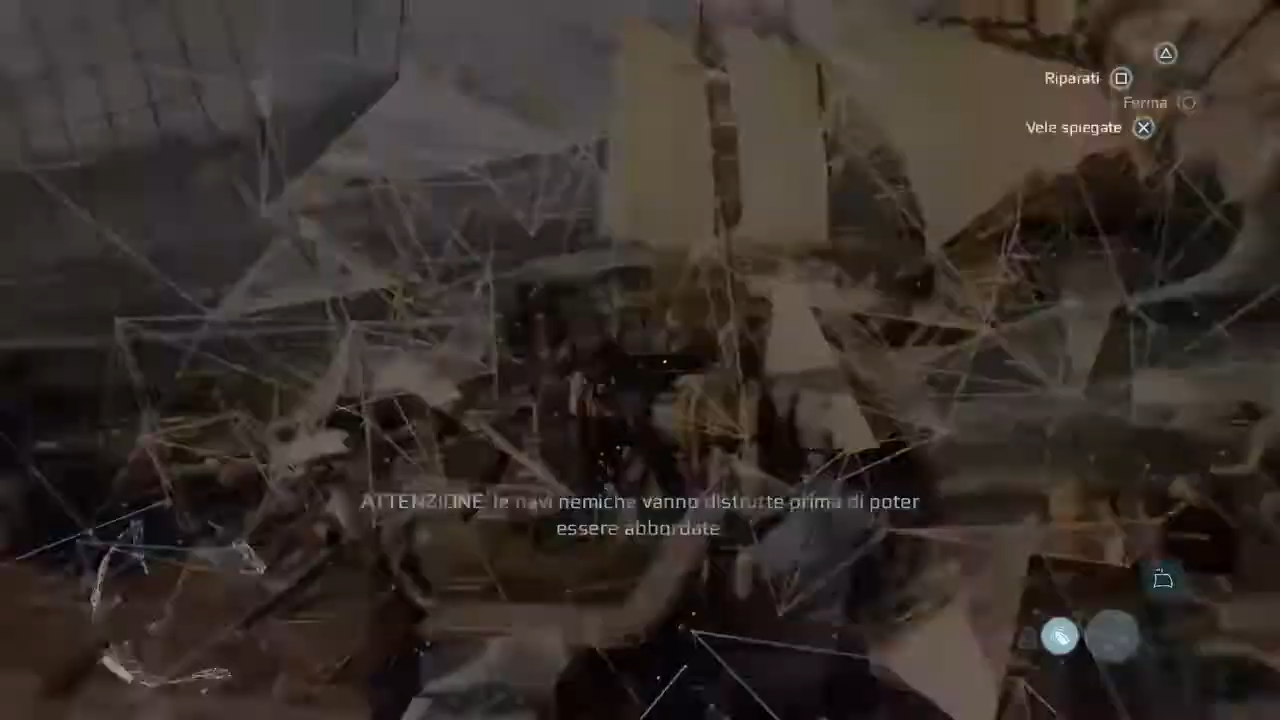 Riparati
Ferma
Vele spiegate
ATTENZIONE le navi nemiche vanno distrutte prima di poter
essere abbordate